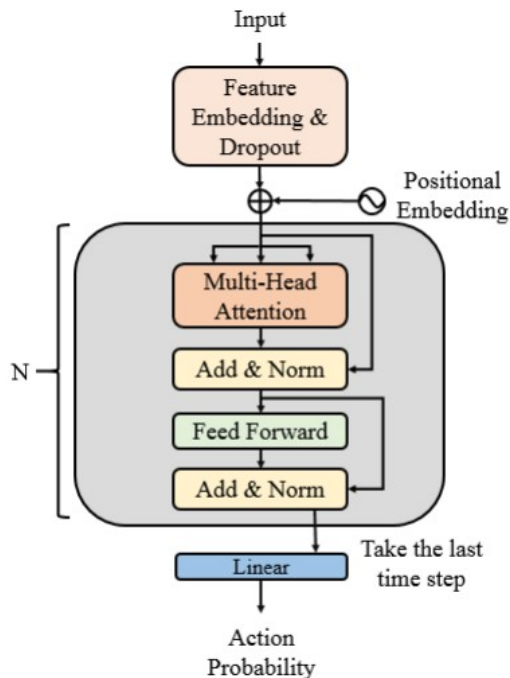 Input
Feature
Embedding &
Dropout
Positional
Embedding
Multi-Head
Attention
N
Add & Norm
Feed Forward
Add & Norm
Take the last
time step
Linear
Action
Probability